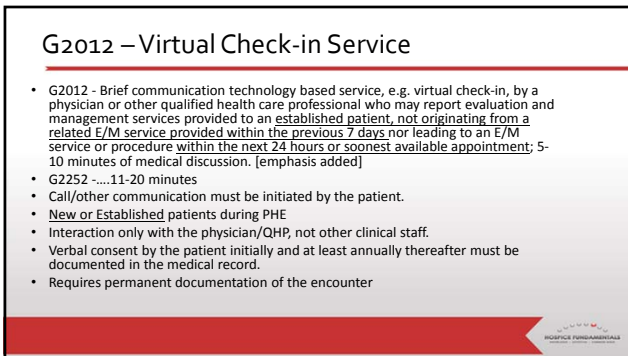 G2012 – Virtual Check-in Service
• G2012 - Brief communication technology based service, e.g. virtual check-in, by a
physician or other qualified health care professional who may report evaluation and
management services provided to an established patient, not originating from a
related E/M service provided within the previous 7 days nor leading to an E/M
service or procedure within the next 24 hours or soonest available appointment; 5-
10 minutes of medical discussion. [emphasis added]
• G2252 -....11-20 minutes
• Call/other communication must be initiated by the patient.
• New or Established patients during PHE
• Interaction only with the physician/QHP, not other clinical staff.
• Verbal consent by the patient initially and at least annually thereafter must be
documented in the medical record.
• Requires permanent documentation of the encounter
HOSPICE FUNDAMENTALS